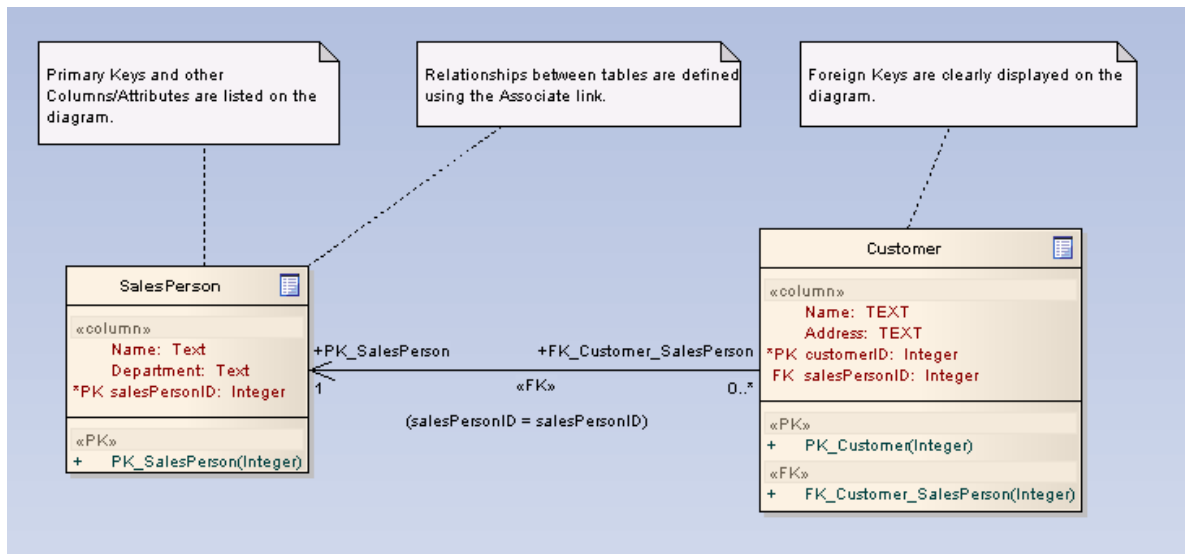 Primary Keys and other
Columns/Attributes are listed on the
diagram.
Relationships between tables are defined
using the Associate link.
Foreign Keys are clearly displayed on the
diagram.
SalesPerson
«column»
Name: Text
Department: Text
*PK salesPersonID: Integer
«PK»
+ PK_SalesPerson(Integer)
+PK_SalesPerson
+FK_Customer_SalesPerson
1
«FK»
0..*
(salesPersonID = salesPersonID)
Customer
«column»
Name: TEXT
Address: TEXT
*PK customerID: Integer
FK salesPersonID: Integer
«PK»
+ PK_Customer(Integer)
«FK»
+ FK_Customer_SalesPerson(Integer)